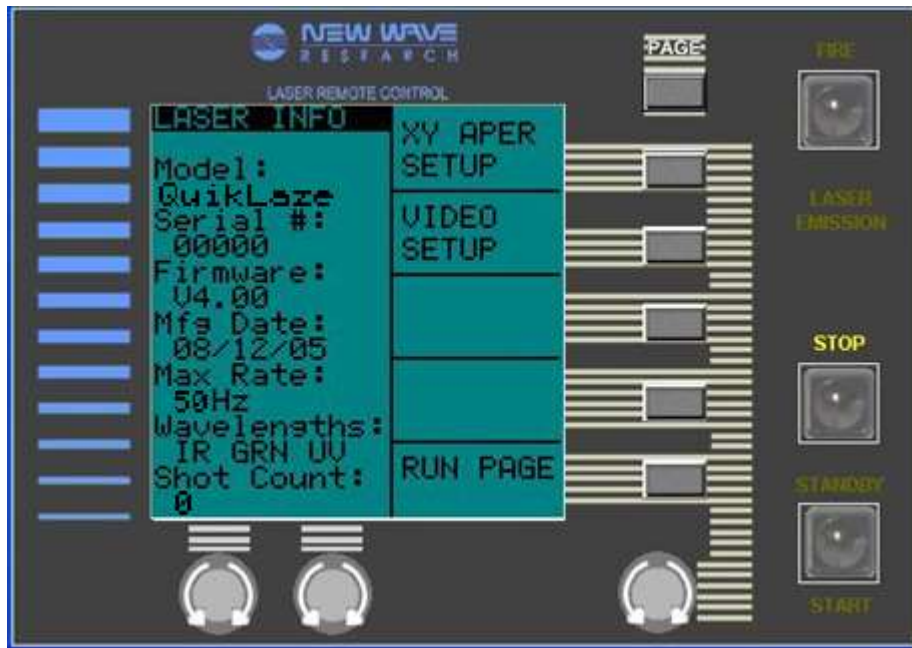 NEW WAVE
RESEARCH
LASER REMOTE CONTROL
PAGE
FIRE
LASER INFO
Model:
QuikLaze
Serial #:
00000
Firmware:
V4.00
Mfg Date:
08/12/05
Max Rate:
50Hz
Wavelengths:
IR GRN UV
Shot Count:
0
XY APER
SETUP
VIDEO
SETUP
RUN PAGE
LASER
EMISSION
STOP
STANDBY
START